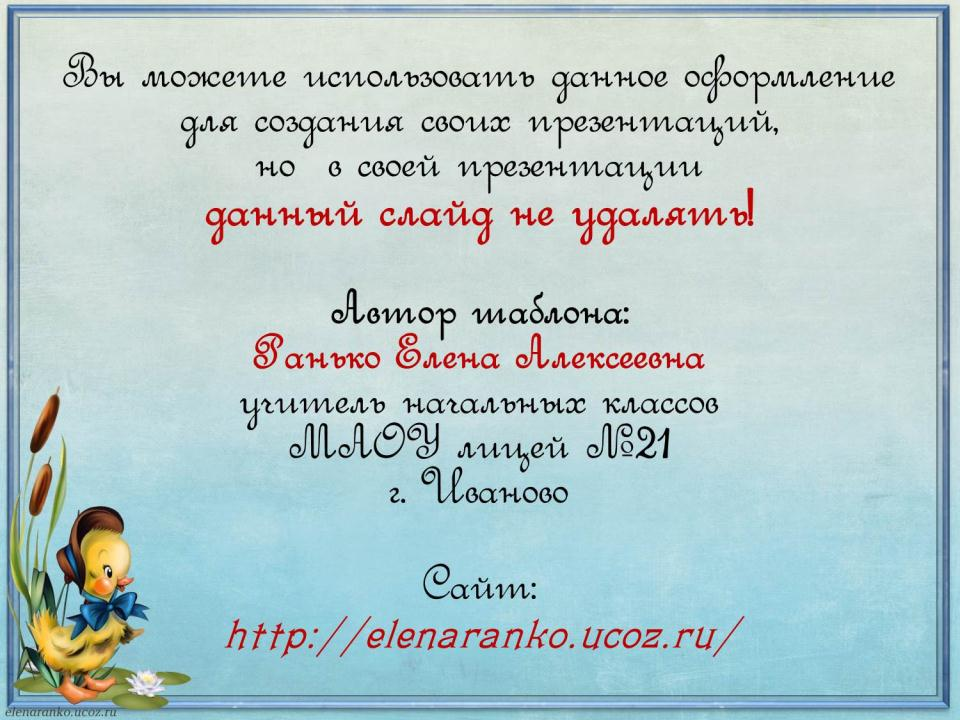 Вы можете использовать данное оформление
для создания своих презентаций,
но в своей презентации
данный слайд не удалять!
Автор шаблона:
Ранько Елена Алексеевна
учитель начальных классов
МАОУ лицей №21
г. Иваново
Сайт:
http://elenaranko.ucoz.ru/
elenaranko.ucoz.ru